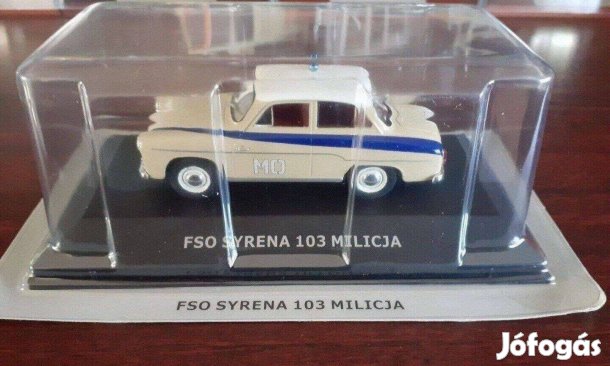 MO
FSO SYRENA 103 MILICJA
FSO SYRENA 103 MILICJA
Jófogás